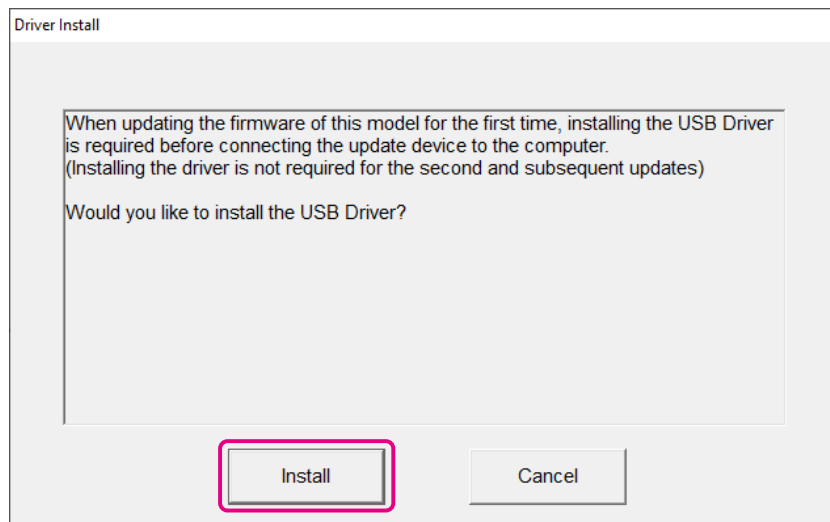 Driver Install
When updating the firmware of this model for the first time, installing the USB Driver
is required before connecting the update device to the computer.
(Installing the driver is not required for the second and subsequent updates)
Would you like to install the USB Driver?
Install
Cancel